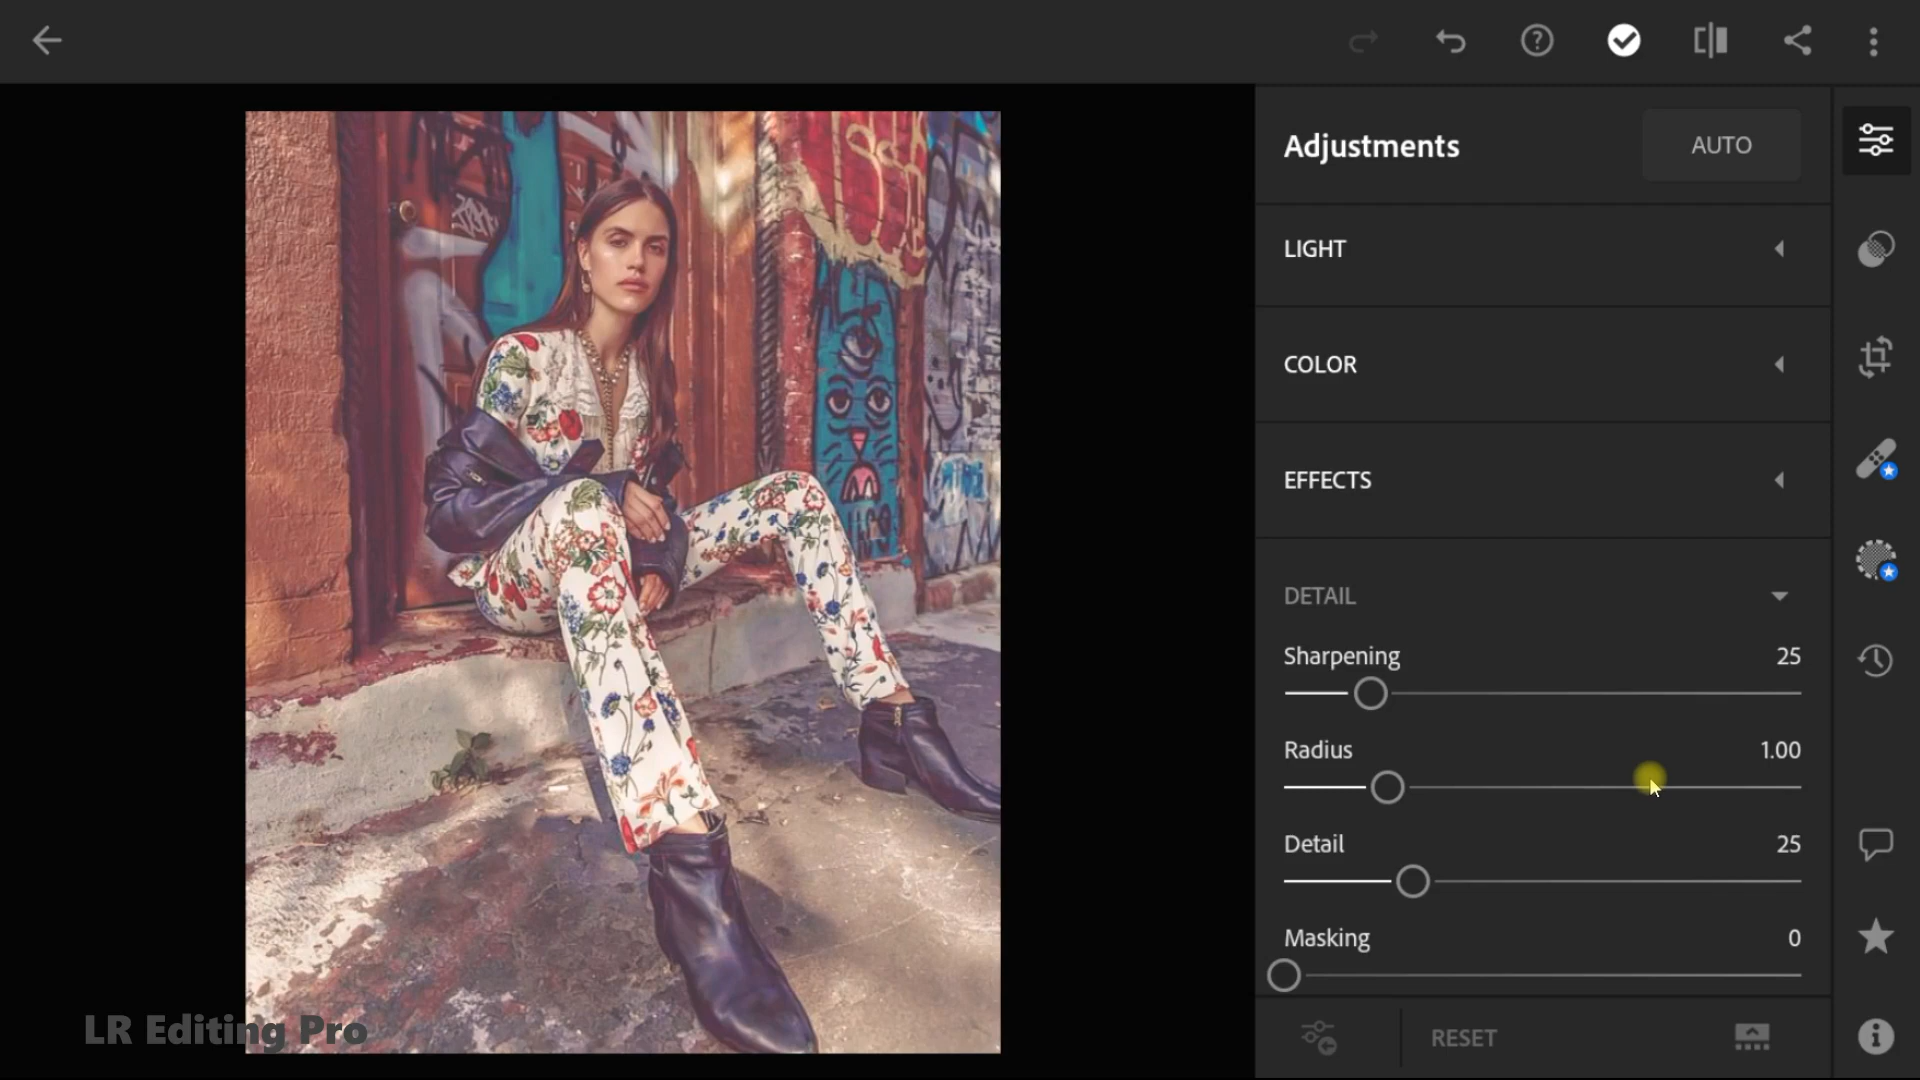 Adjustments
AUTO
LIGHT
COLOR
EFFECTS
DETAIL
Sharpening 25
Radius 1.00
Detail 25
Masking 0
RESET
LR Editing Pro